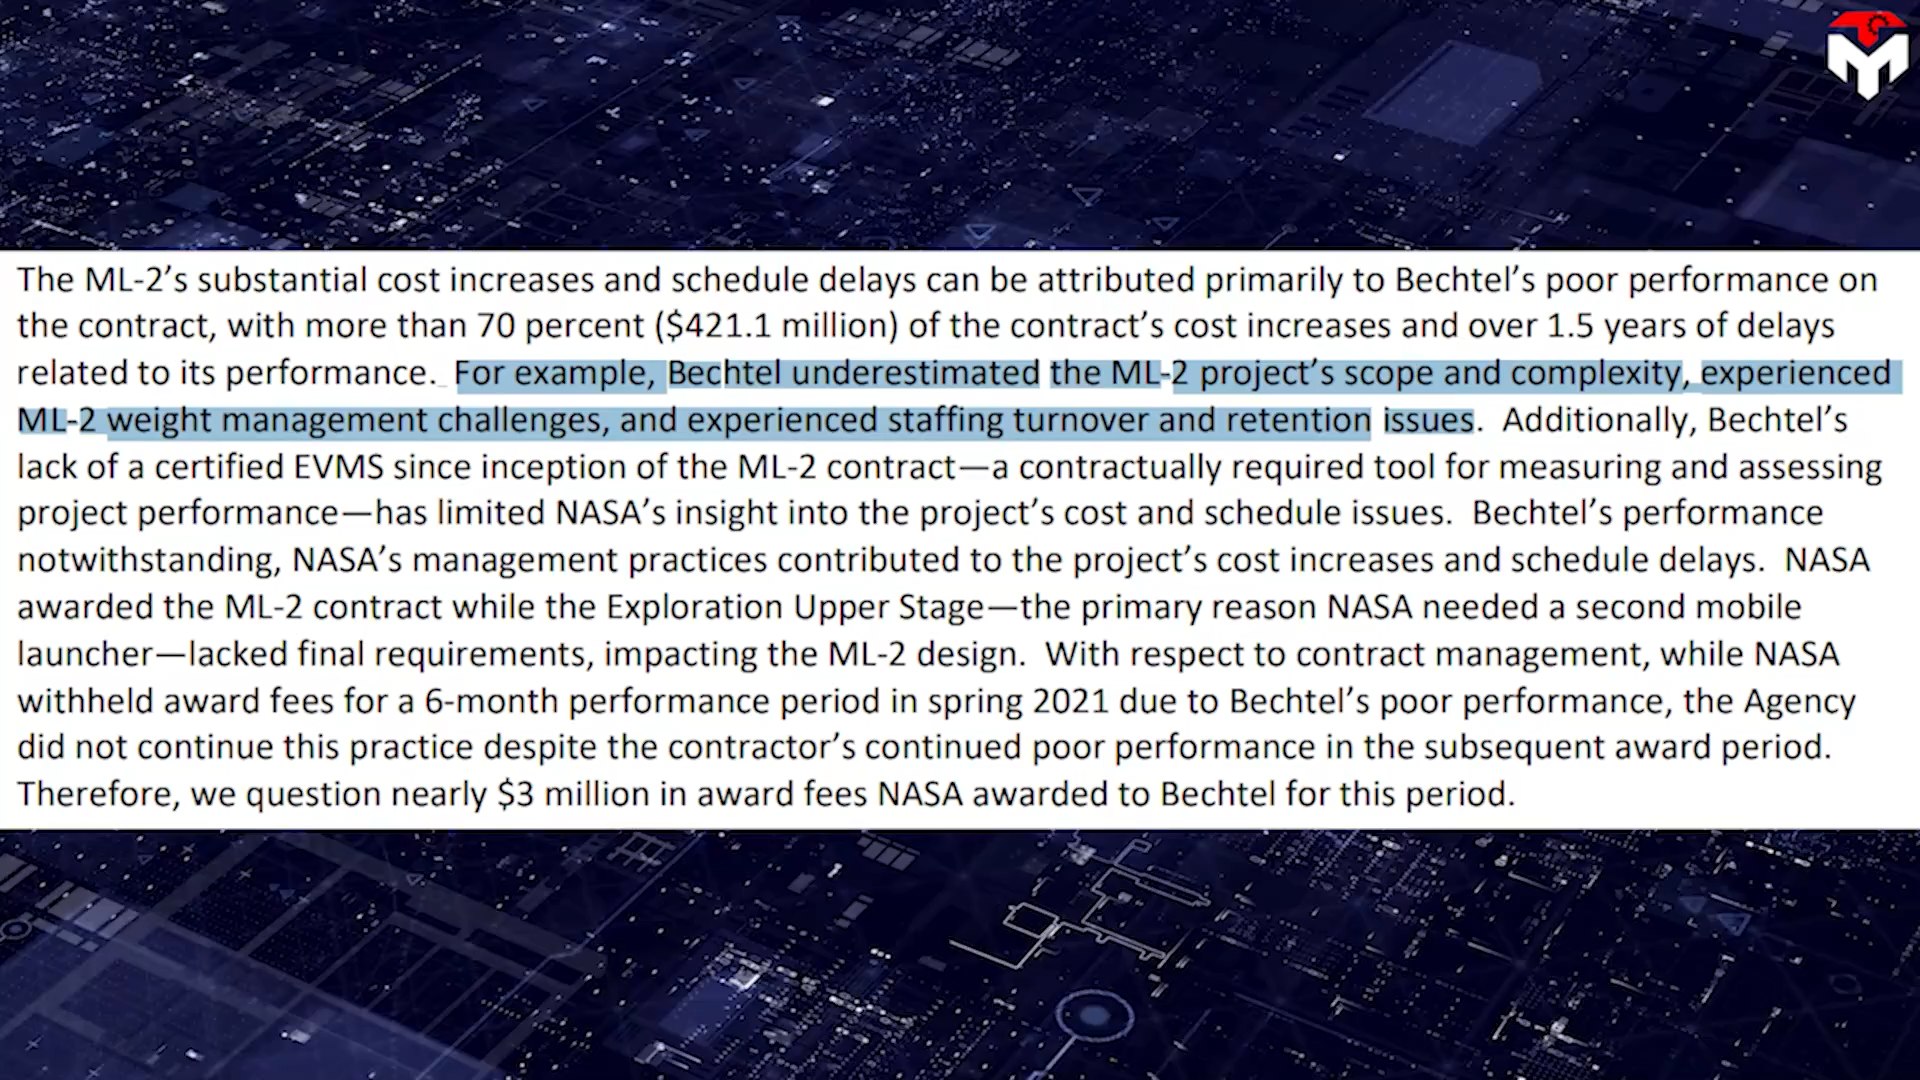 The ML-2’s substantial cost increases and schedule delays can be attributed primarily to Bechtel’s poor performance on
the contract, with more than 70 percent ($421.1 million) of the contract’s cost increases and over 1.5 years of delays
related to its performance. For example, Bechtel underestimated the ML-2 project’s scope and complexity, experienced
ML-2 weight management challenges, and experienced staffing turnover and retention issues. Additionally, Bechtel’s
lack of a certified EVMS since inception of the ML-2 contract—a contractually required tool for measuring and assessing
project performance—has limited NASA’s insight into the project’s cost and schedule issues. Bechtel’s performance
notwithstanding, NASA’s management practices contributed to the project’s cost increases and schedule delays. NASA
awarded the ML-2 contract while the Exploration Upper Stage—the primary reason NASA needed a second mobile
launcher—lacked final requirements, impacting the ML-2 design. With respect to contract management, while NASA
withheld award fees for a 6-month performance period in spring 2021 due to Bechtel’s poor performance, the Agency
did not continue this practice despite the contractor’s continued poor performance in the subsequent award period.
Therefore, we question nearly $3 million in award fees NASA awarded to Bechtel for this period.